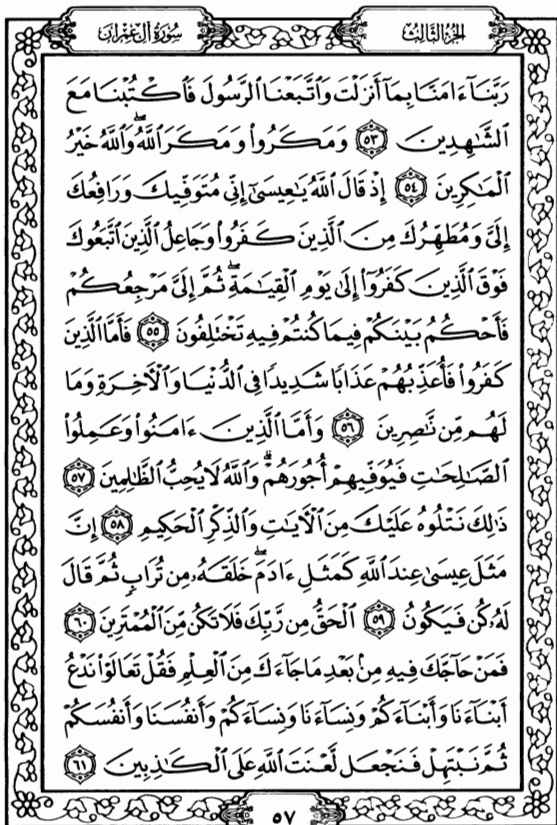 الجزء الثالث
سورة آل عمران
رَبَّنَآ ءَامَنَّا بِمَآ أَنزَلْتَ وَٱتَّبَعْنَا ٱلرَّسُولَ فَٱكْتُبْنَا مَعَ
ٱلشَّٰهِدِينَ ٥٣ وَمَكَرُوا۟ وَمَكَرَ ٱللَّهُ ۖ وَٱللَّهُ خَيْرُ
ٱلْمَٰكِرِينَ ٥٤ إِذْ قَالَ ٱللَّهُ يَٰعِيسَىٰٓ إِنِّى مُتَوَفِّيكَ وَرَافِعُكَ
إِلَىَّ وَمُطَهِّرُكَ مِنَ ٱلَّذِينَ كَفَرُوا۟ وَجَاعِلُ ٱلَّذِينَ ٱتَّبَعُوكَ
فَوْقَ ٱلَّذِينَ كَفَرُوٓا۟ إِلَىٰ يَوْمِ ٱلْقِيَٰمَةِ ۖ ثُمَّ إِلَىَّ مَرْجِعُكُمْ
فَأَحْكُمُ بَيْنَكُمْ فِيمَا كُنتُمْ فِيهِ تَخْتَلِفُونَ ٥٥ فَأَمَّا ٱلَّذِينَ
كَفَرُوا۟ فَأُعَذِّبُهُمْ عَذَابًا شَدِيدًا فِى ٱلدُّنْيَا وَٱلْءَاخِرَةِ وَمَا
لَهُم مِّن نَّٰصِرِينَ ٥٦ وَأَمَّا ٱلَّذِينَ ءَامَنُوا۟ وَعَمِلُوا۟
ٱلصَّٰلِحَٰتِ فَيُوَفِّيهِمْ أُجُورَهُمْ ۗ وَٱللَّهُ لَا يُحِبُّ ٱلظَّٰلِمِينَ ٥٧
ذَٰلِكَ نَتْلُوهُ عَلَيْكَ مِنَ ٱلْءَايَٰتِ وَٱلذِّكْرِ ٱلْحَكِيمِ ٥٨ إِنَّ
مَثَلَ عِيسَىٰ عِندَ ٱللَّهِ كَمَثَلِ ءَادَمَ ۖ خَلَقَهُۥ مِن تُرَابٍ ثُمَّ قَالَ
لَهُۥ كُن فَيَكُونُ ٥٩ ٱلْحَقُّ مِن رَّبِّكَ فَلَا تَكُن مِّنَ ٱلْمُمْتَرِينَ ٦٠
فَمَنْ حَآجَّكَ فِيهِ مِنۢ بَعْدِ مَا جَآءَكَ مِنَ ٱلْعِلْمِ فَقُلْ تَعَالَوْا۟ نَدْعُ
أَبْنَآءَنَا وَأَبْنَآءَكُمْ وَنِسَآءَنَا وَنِسَآءَكُمْ وَأَنفُسَنَا وَأَنفُسَكُمْ
ثُمَّ نَبْتَهِلْ فَنَجْعَل لَّعْنَتَ ٱللَّهِ عَلَى ٱلْكَٰذِبِينَ ٦١
٥٧